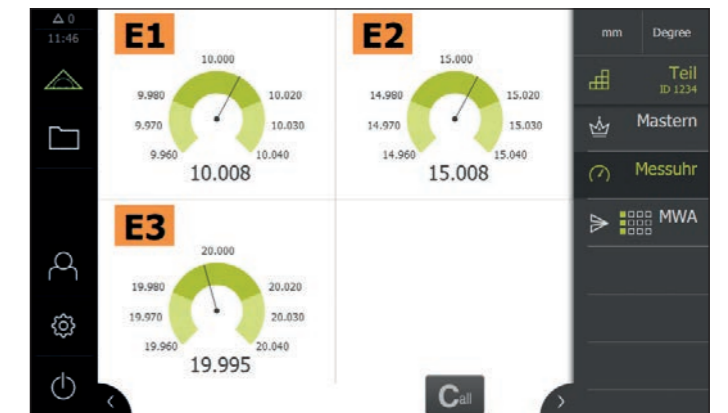 △ 0
11:46
E1
10.000
9.980
10.020
9.970
10.030
9.960
10.040
10.008
E2
15.000
14.980
15.020
14.970
15.030
14.960
15.040
15.008
E3
20.000
19.980
20.020
19.970
20.030
19.960
20.040
19.995
Call
mm Degree
Teil
ID 1234
Mastern
Messuhr
MWA